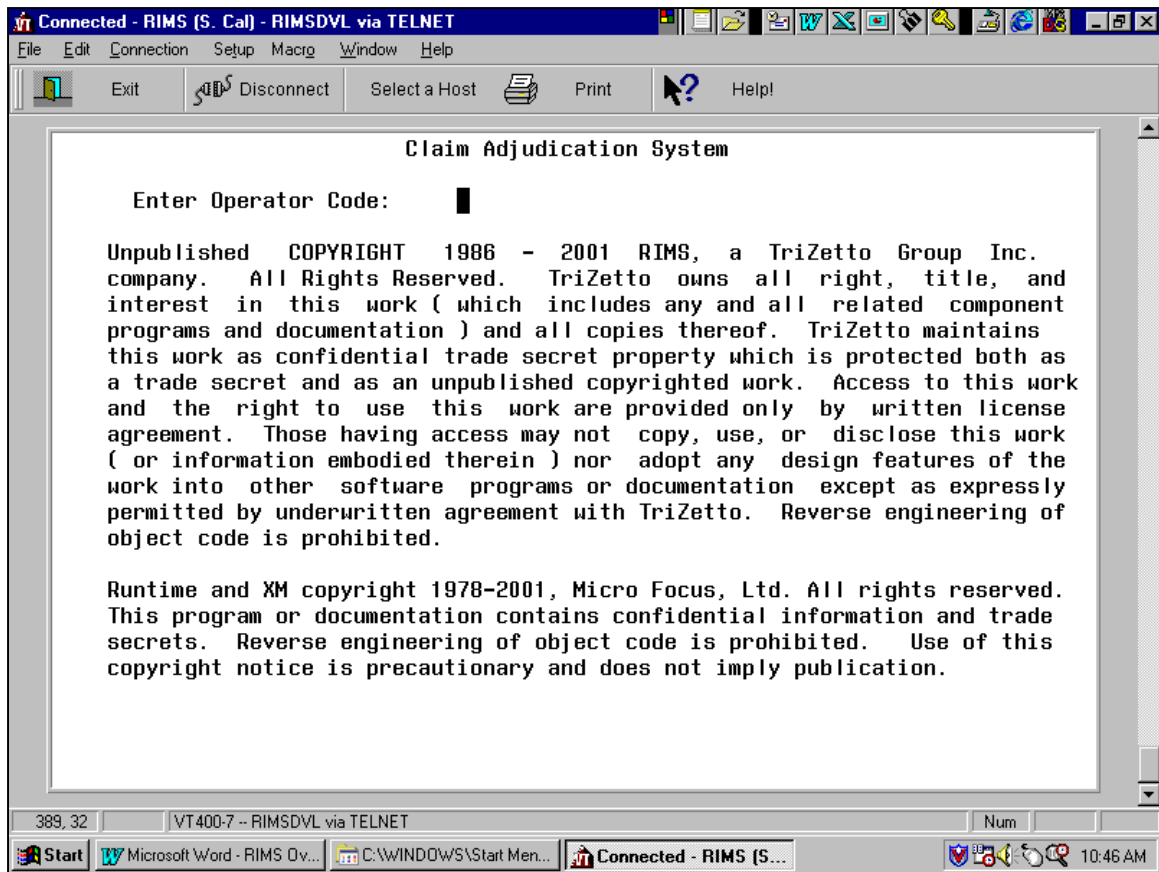 Connected - RIMS (S. Cal) - RIMSDVL via TELNET
File Edit Connection Setup Macro Window Help
Exit Disconnect Select a Host Print Help!
Claim Adjudication System
Enter Operator Code:
Unpublished COPYRIGHT 1986 - 2001 RIMS, a TriZetto Group Inc.
company. All Rights Reserved. TriZetto owns all right, title, and
interest in this work ( which includes any and all related component
programs and documentation ) and all copies thereof. TriZetto maintains
this work as confidential trade secret property which is protected both as
a trade secret and as an unpublished copyrighted work. Access to this work
and the right to use this work are provided only by written license
agreement. Those having access may not copy, use, or disclose this work
( or information embodied therein ) nor adopt any design features of the
work into other software programs or documentation except as expressly
permitted by underwritten agreement with TriZetto. Reverse engineering of
object code is prohibited.
Runtime and XM copyright 1978-2001, Micro Focus, Ltd. All rights reserved.
This program or documentation contains confidential information and trade
secrets. Reverse engineering of object code is prohibited. Use of this
copyright notice is precautionary and does not imply publication.
389, 32 VT400-7 -- RIMSDVL via TELNET Num
Start Microsoft Word - RIMS Ov... C:\WINDOWS\Start Men... Connected - RIMS (S... 10:46 AM